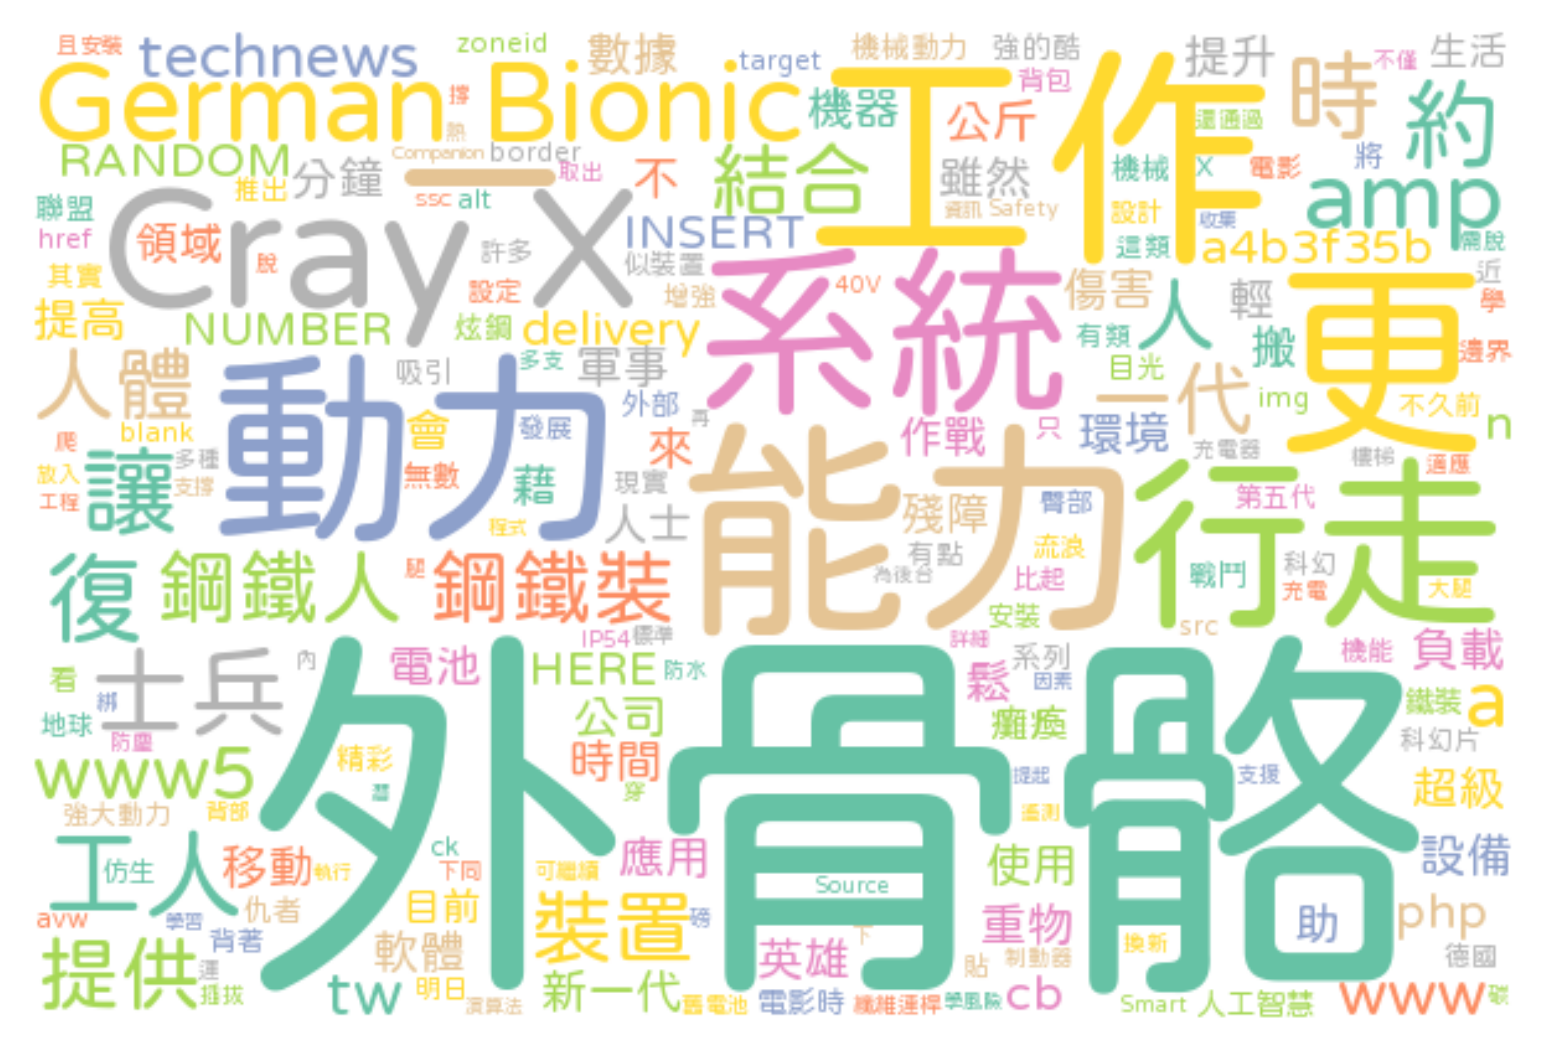 且安裝
technews
zoneid
數據
target
機械動力
強的酷
提升
不僅
生活
German Bionic
撐
熱
機器
背包
公斤
工作
還通過
時
約
RANDOM
分鐘
Companion
border
取出
一
不
結合
雖然
機械
X
電影
將
amp
推出
ssc
alt
聯盟
href
領域
脫
Cray X
許多
INSERT
似裝置
資訊
Safety
設計
收集
這類
a4b3f35b
需脫
其實
設定
增強
40V
傷害
人
輕
近
學
提高
NUMBER
炫鋼
delivery
系統
有類
搬
更
邊界
人體
吸引
多支
軍事
目光
一代
img
不久前
blank
動力
會
發展
外部
再
作戰
只
環境
n
爬
讓
多種
無數
藉
來
現實
充電器
樓梯
適應
放入
支撐
工程
程式
人士
能力
殘障
臀部
第五代
行走
復
鋼鐵人
腿
鋼鐵裝
有點
為後台
流浪
比起
戰鬥
科幻
充電
大腿
安裝
src
IP54
標準
詳細
看
綁
士兵
內
電池
HERE
防水
鬆
系列
因素
機能
負載
地球
防塵
公司
癱瘓
鐵裝
a
科幻片
www5
精彩
潛
時間
穿
外骨骼
提起
支援
超級
強大動力
背部
遙測
工人
仿生
移動
執行
ck
下同
可繼續
應用
Source
使用
設備
avw
學習
仇者
目前
裝置
磅
重物
助
php
背著
軟體
英雄
下
換新
德國
提供
運
插拔
tw
明日
演算法
新一代
舊電池
電影時
纖維連桿
學風險
貼
制動器
cb
Smart
人工智慧
www
碳